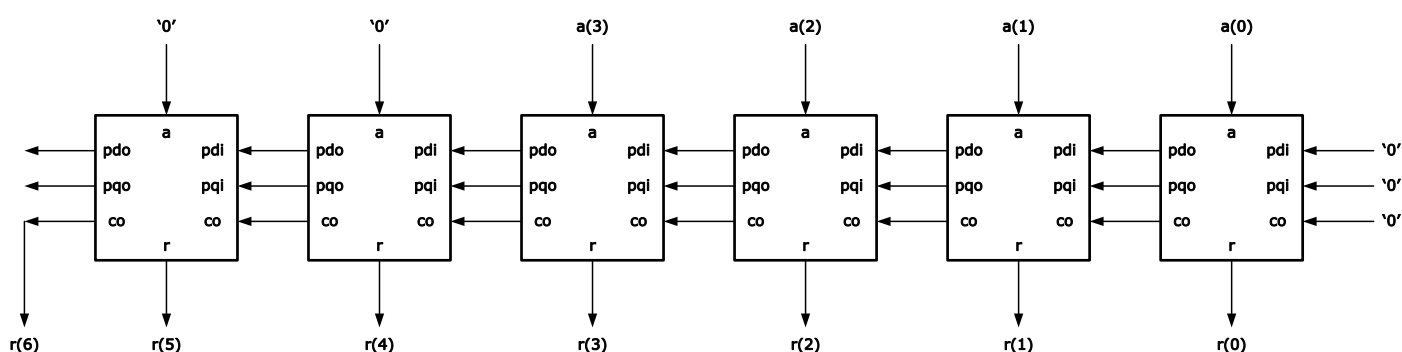 ‘0’ ‘0’ a(3) a(2) a(1) a(0)
a a a a a a
pdo pdi pdo pdi pdo pdi pdo pdi pdo pdi pdo pdi ‘0’
pqo pqi pqo pqi pqo pqi pqo pqi pqo pqi pqo pqi ‘0’
co co co co co co co co co co co co ‘0’
r r r r r r
r(6) r(5) r(4) r(3) r(2) r(1) r(0)